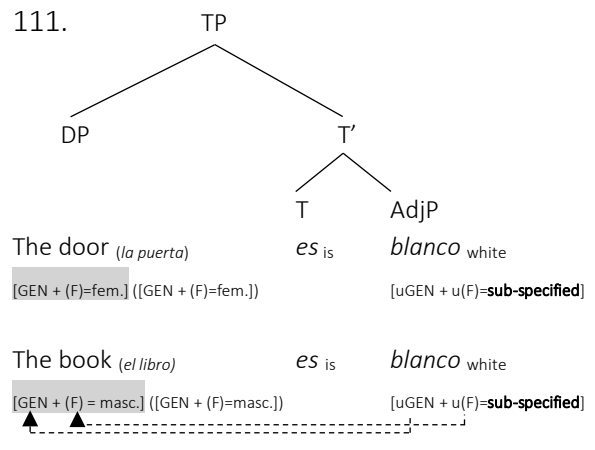 111.
TP
DP T’
T AdjP
The door (la puerta) es is blanco white
[GEN + (F)=fem.] ([GEN + (F)=fem.]) [uGEN + u(F)=sub-specified]
The book (el libro) es is blanco white
[GEN + (F) = masc.] ([GEN + (F)=masc.]) [uGEN + u(F)=sub-specified]